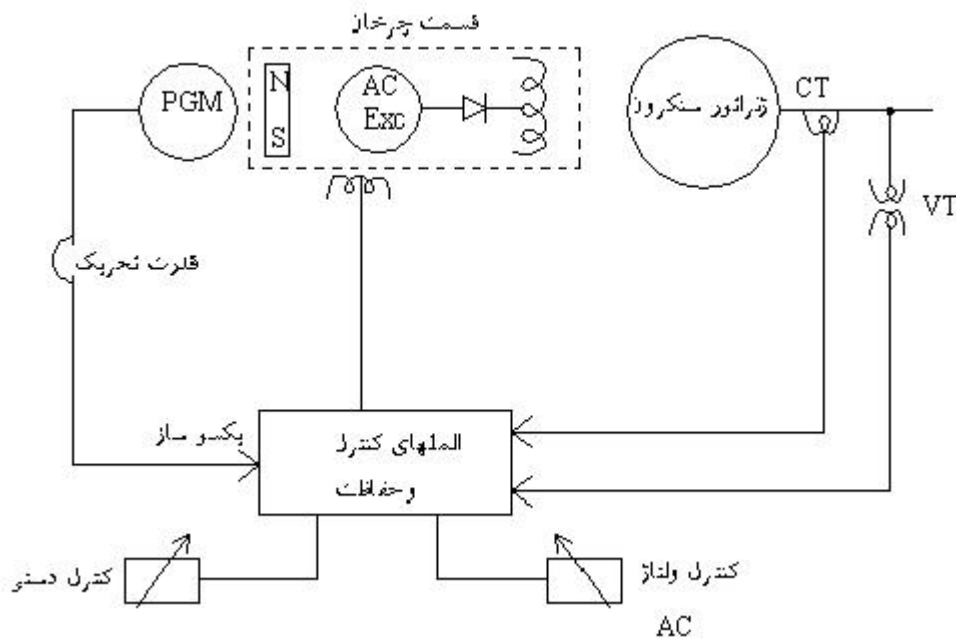 قسمت چرخان
PGM
N
S
AC
Exc
ژنراتور سنکرون
CT
VT
قدرت تحریک
یکسو ساز
الملهای کنترل
وحفاظت
کنترل دستی
کنترل ولتاژ
AC